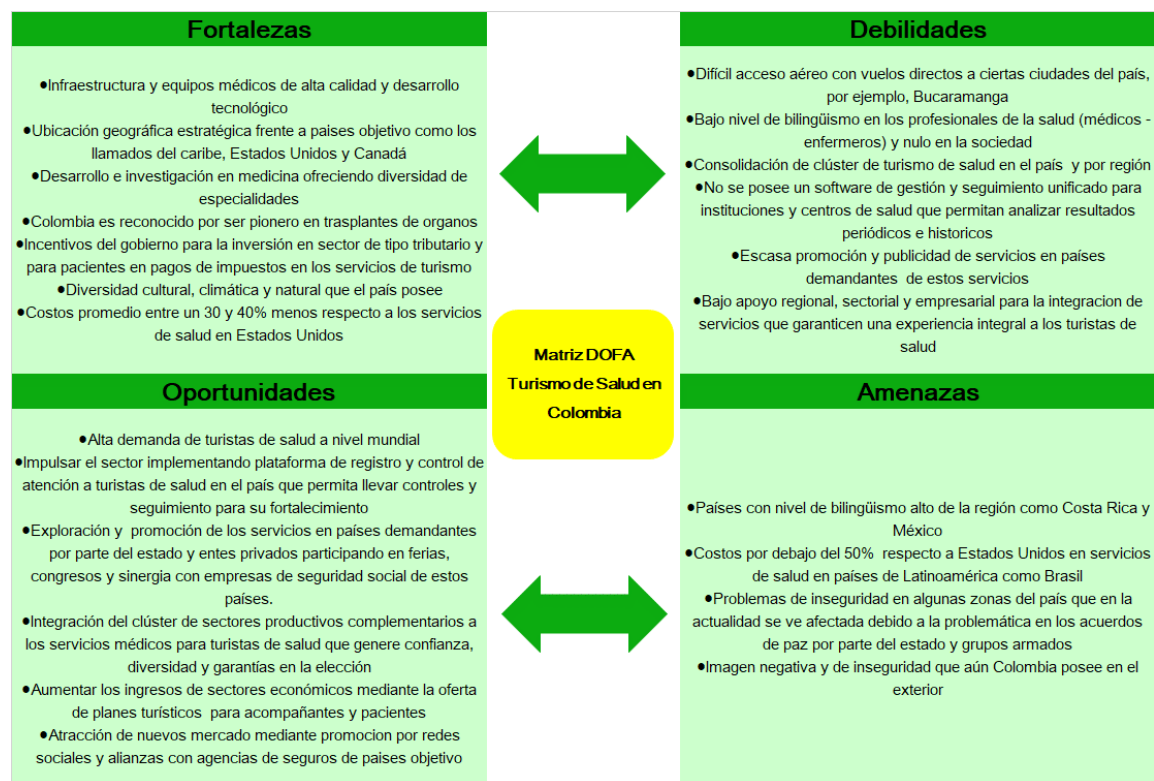 Fortalezas
●Infraestructura y equipos médicos de alta calidad y desarrollo
tecnológico
●Ubicación geográfica estratégica frente a paises objetivo como los
llamados del caribe, Estados Unidos y Canadá
●Desarrollo e investigación en medicina ofreciendo diversidad de
especialidades
●Colombia es reconocido por ser pionero en trasplantes de organos
●Incentivos del gobierno para la inversión en sector de tipo tributario y
para pacientes en pagos de impuestos en los servicios de turismo
●Diversidad cultural, climática y natural que el país posee
●Costos promedio entre un 30 y 40% menos respecto a los servicios
de salud en Estados Unidos
Debilidades
●Difícil acceso aéreo con vuelos directos a ciertas ciudades del país,
por ejemplo, Bucaramanga
●Bajo nivel de bilingüismo en los profesionales de la salud (médicos -
enfermeros) y nulo en la sociedad
●Consolidación de clúster de turismo de salud en el país y por región
●No se posee un software de gestión y seguimiento unificado para
instituciones y centros de salud que permitan analizar resultados
periódicos e historicos
●Escasa promoción y publicidad de servicios en países
demandantes de estos servicios
●Bajo apoyo regional, sectorial y empresarial para la integracion de
servicios que garanticen una experiencia integral a los turistas de
salud
Matriz DOFA
Turismo de Salud en
Colombia
Oportunidades
●Alta demanda de turistas de salud a nivel mundial
●Impulsar el sector implementando plataforma de registro y control de
atención a turistas de salud en el país que permita llevar controles y
seguimiento para su fortalecimiento
●Exploración y promoción de los servicios en países demandantes
por parte del estado y entes privados participando en ferias,
congresos y sinergia con empresas de seguridad social de estos
países.
●Integración del clúster de sectores productivos complementarios a
los servicios médicos para turistas de salud que genere confianza,
diversidad y garantías en la elección
●Aumentar los ingresos de sectores económicos mediante la oferta
de planes turísticos para acompañantes y pacientes
●Atracción de nuevos mercado mediante promocion por redes
sociales y alianzas con agencias de seguros de paises objetivo
Amenazas
●Países con nivel de bilingüismo alto de la región como Costa Rica y
México
●Costos por debajo del 50% respecto a Estados Unidos en servicios
de salud en países de Latinoamérica como Brasil
●Problemas de inseguridad en algunas zonas del país que en la
actualidad se ve afectada debido a la problemática en los acuerdos
de paz por parte del estado y grupos armados
●Imagen negativa y de inseguridad que aún Colombia posee en el
exterior